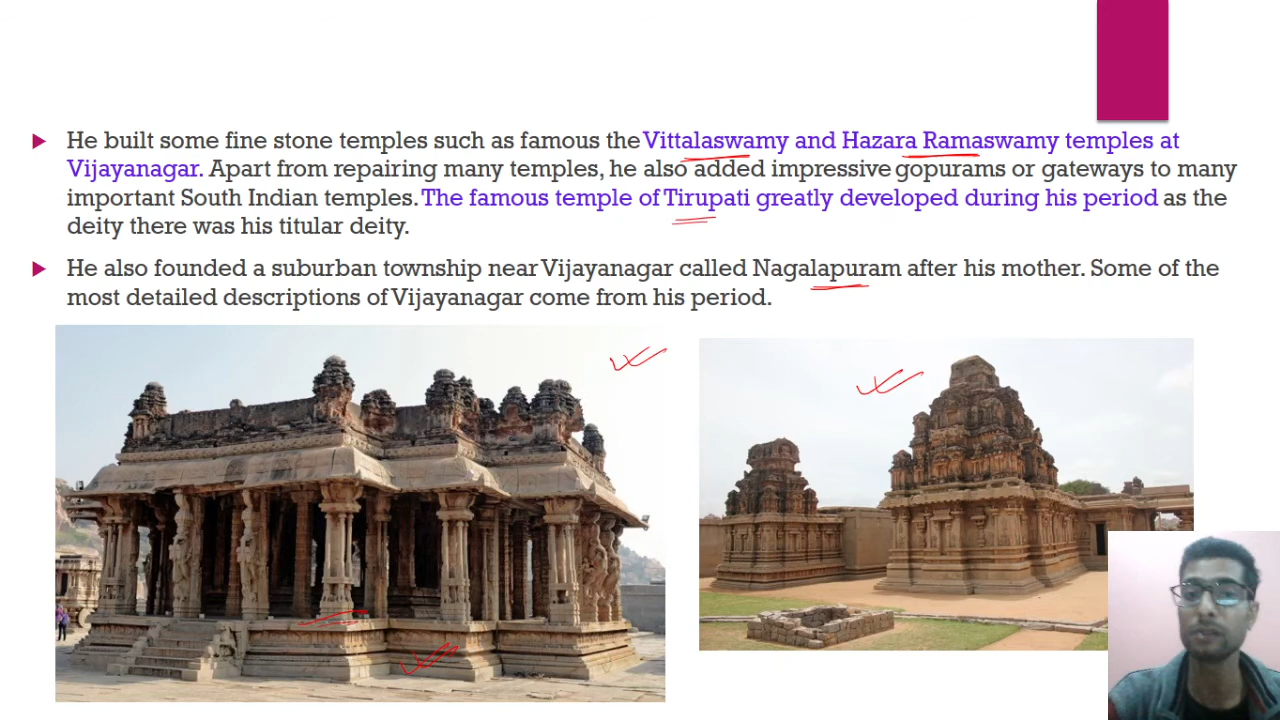 He built some fine stone temples such as famous the Vittalaswamy and Hazara Ramaswamy temples at
Vijayanagar. Apart from repairing many temples, he also added impressive gopurams or gateways to many
important South Indian temples. The famous temple of Tirupati greatly developed during his period as the
deity there was his titular deity.
He also founded a suburban township near Vijayanagar called Nagalapuram after his mother. Some of the
most detailed descriptions of Vijayanagar come from his period.